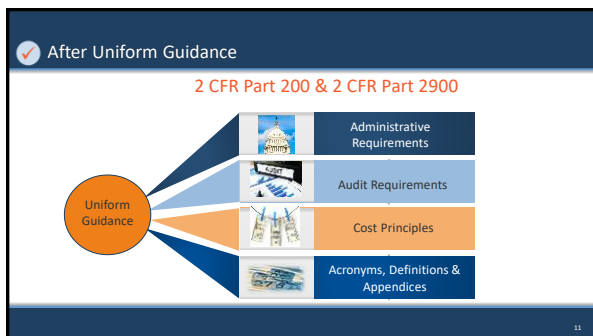 After Uniform Guidance
2 CFR Part 200 & 2 CFR Part 2900
Uniform
Guidance
Administrative
Requirements
AUDIT
Audit Requirements
Cost Principles
Acronyms, Definitions &
Appendices
11